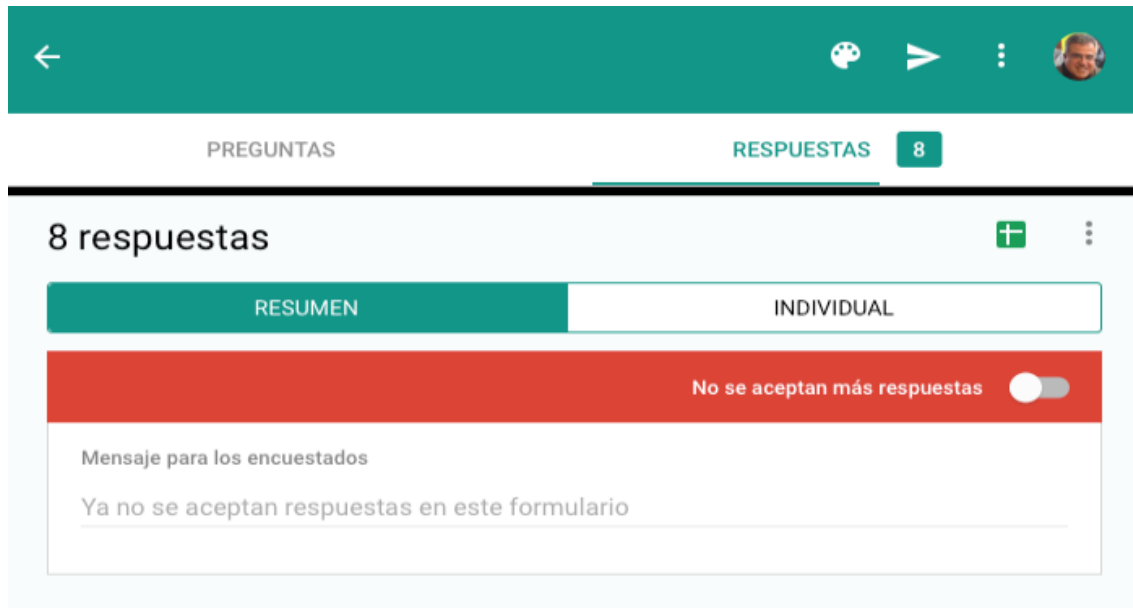 PREGUNTAS
RESPUESTAS 8
8 respuestas
RESUMEN
INDIVIDUAL
No se aceptan más respuestas
Mensaje para los encuestados
Ya no se aceptan respuestas en este formulario